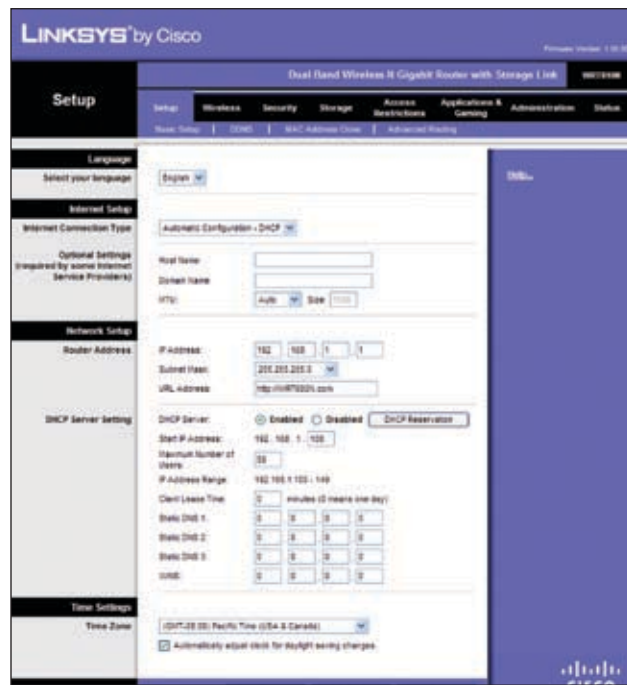 LINKSYS® by Cisco
Firmware Version: 1.00
Dual Band Wireless N Gigabit Router with Storage Link
Setup
Setup Wireless Security Storage Access Restrictions Applications & Gaming Administration Status
Basic Setup | DDNS | MAC Address Clone | Advanced Routing
Language
Select your language English
Help...
Internet Setup
Internet Connection Type Automatic Configuration - DHCP
Optional Settings (required by some Internet Service Providers)
Host Name
Domain Name
MTU: Auto Size
Network Setup
Router Address
IP Address: 192 . 168 . 1 . 1
Subnet Mask: 255.255.255.0
URL Address:
DHCP Server Setting
DHCP Server: Enabled Disabled DHCP Reservation
Start IP Address: 192 . 168 . 1 . 100
Maximum Number of Users: 50
IP Address Range: 192.168.1.100 - 149
Client Lease Time: 0 minutes (0 means one day)
Static DNS 1: 0 . 0 . 0 . 0
Static DNS 2: 0 . 0 . 0 . 0
Static DNS 3: 0 . 0 . 0 . 0
WINS: 0 . 0 . 0 . 0
Time Settings
Time Zone (GMT-08:00) Pacific Time (USA & Canada)
Automatically adjust clock for daylight saving changes.
CISCO